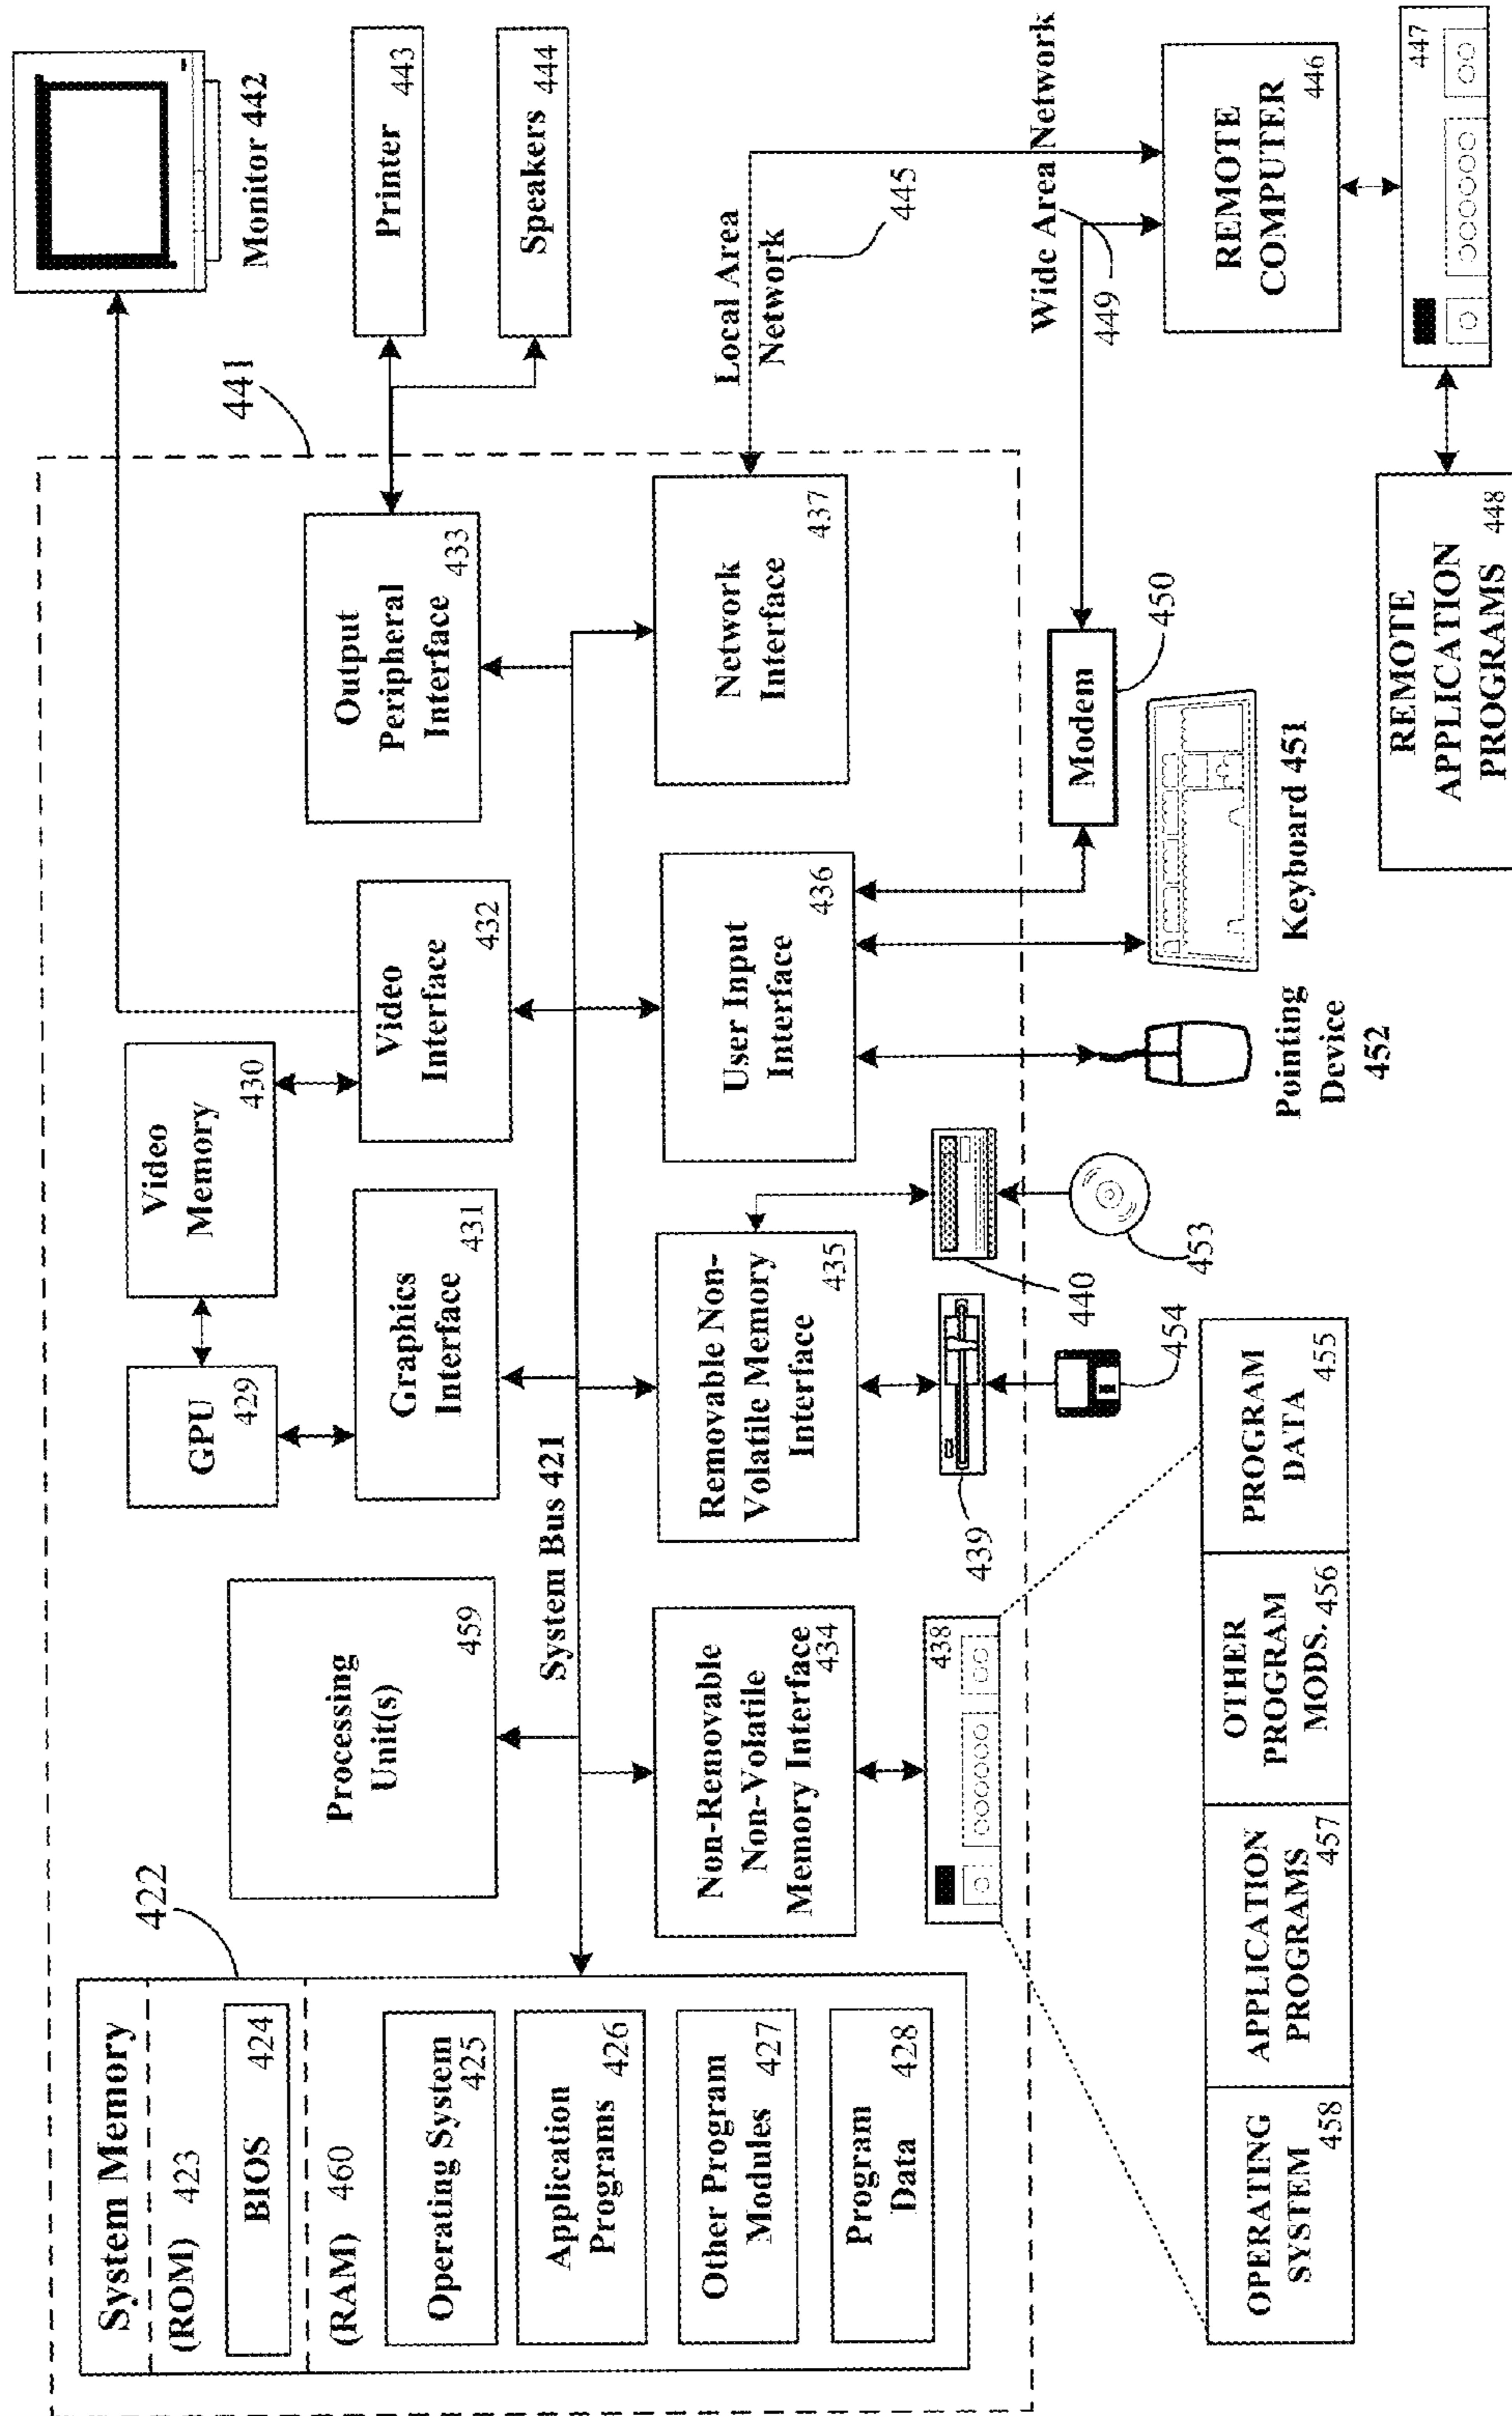 System Memory
(ROM) 423
BIOS
424
(RAM) 460
Operating System
425
Application
Programs 426
Other Program
Modules 427
Program
Data 428
422
Processing
Unit(s)
459
System Bus 421
GPU
429
Video
Memory
430
Graphics
Interface
431
Video
Interface
432
Output
Peripheral
Interface
433
441
Monitor 442
Printer
443
Speakers
444
Non-Removable
Non-Volatile
Memory Interface
434
Removable Non-
Volatile Memory
Interface
435
User Input
Interface
436
Network
Interface
437
Local Area
Network
445
438
439
440
454
453
Pointing
Device
452
Keyboard 451
Modem
450
Wide Area Network
449
REMOTE
COMPUTER
446
447
REMOTE
APPLICATION
PROGRAMS 448
OPERATING
SYSTEM
458
APPLICATION
PROGRAMS
457
OTHER
PROGRAM
MODS. 456
PROGRAM
DATA
455